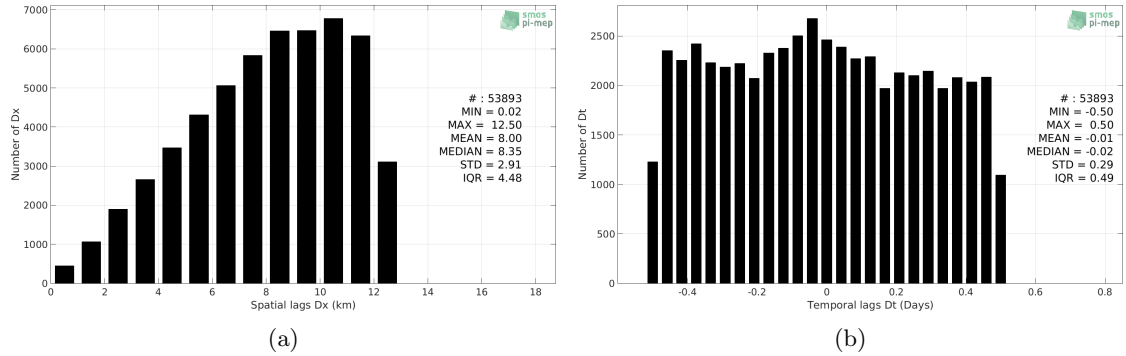 smos
pi-mep
7000
6000
5000
4000
3000
2000
1000
0
Number of Dx
# : 53893
MIN = 0.02
MAX = 12.50
MEAN = 8.00
MEDIAN = 8.35
STD = 2.91
IQR = 4.48
0 2 4 6 8 10 12 14 16 18
Spatial lags Dx (km)
(a)
smos
pi-mep
2500
2000
1500
1000
500
0
Number of Dt
# : 53893
MIN = -0.50
MAX = 0.50
MEAN = -0.01
MEDIAN = -0.02
STD = 0.29
IQR = 0.49
-0.4 -0.2 0 0.2 0.4 0.6 0.8
Temporal lags Dt (Days)
(b)